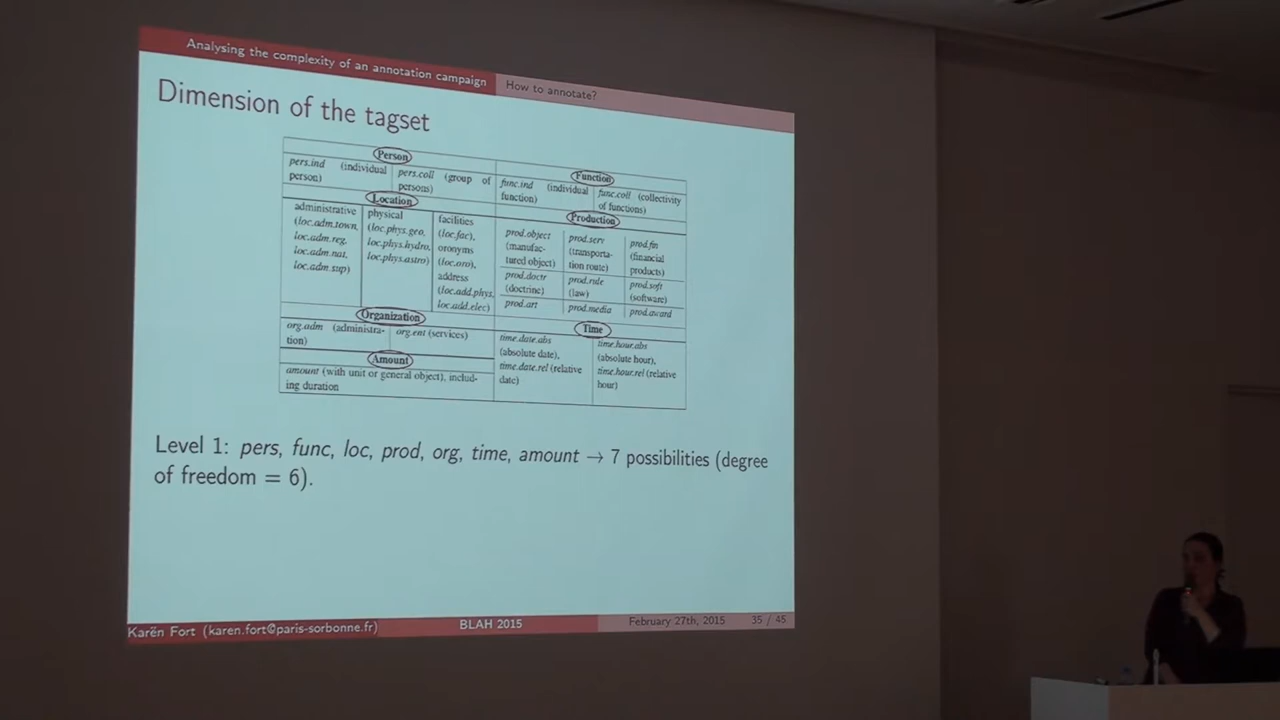 Analysing the complexity of an annotation campaign
How to annotate?
Dimension of the tagset
Person
pers.ind (individual
person)
pers.coll (group of
persons)
Function
func.ind (individual
function)
func.coll (collectivity
of functions)
Location
administrative
(loc.adm.town,
loc.adm.reg,
loc.adm.nat,
loc.adm.sup)
physical
(loc.phys.geo,
loc.phys.hydro,
loc.phys.astro)
facilities
(loc.fac),
oronyms
(loc.oro),
address
(loc.add.phys,
loc.add.elec)
Production
prod.object
(manufac-
tured object)
prod.serv
(transporta-
tion route)
prod.fin
(financial
products)
prod.doctr
(doctrine)
prod.rule
(law)
prod.soft
(software)
prod.art
prod.media
prod.award
Organization
org.adm (administra-
tion)
org.ent (services)
Amount
amount (with unit or general object), includ-
ing duration
Time
time.date.abs
(absolute date),
time.date.rel (relative
date)
time.hour.abs
(absolute hour),
time.hour.rel (relative
hour)
Level 1: pers, func, loc, prod, org, time, amount → 7 possibilities (degree
of freedom = 6).
Karën Fort (karen.fort@paris-sorbonne.fr)
BLAH 2015
February 27th, 2015
35 / 45